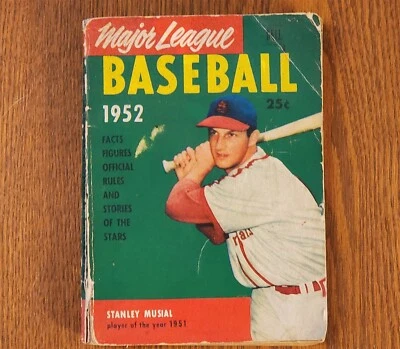 Major League
BASEBALL
1952
25¢
FACTS
FIGURES
OFFICIAL
RULES
AND
STORIES
OF THE
STARS
STANLEY MUSIAL
player of the year 1951